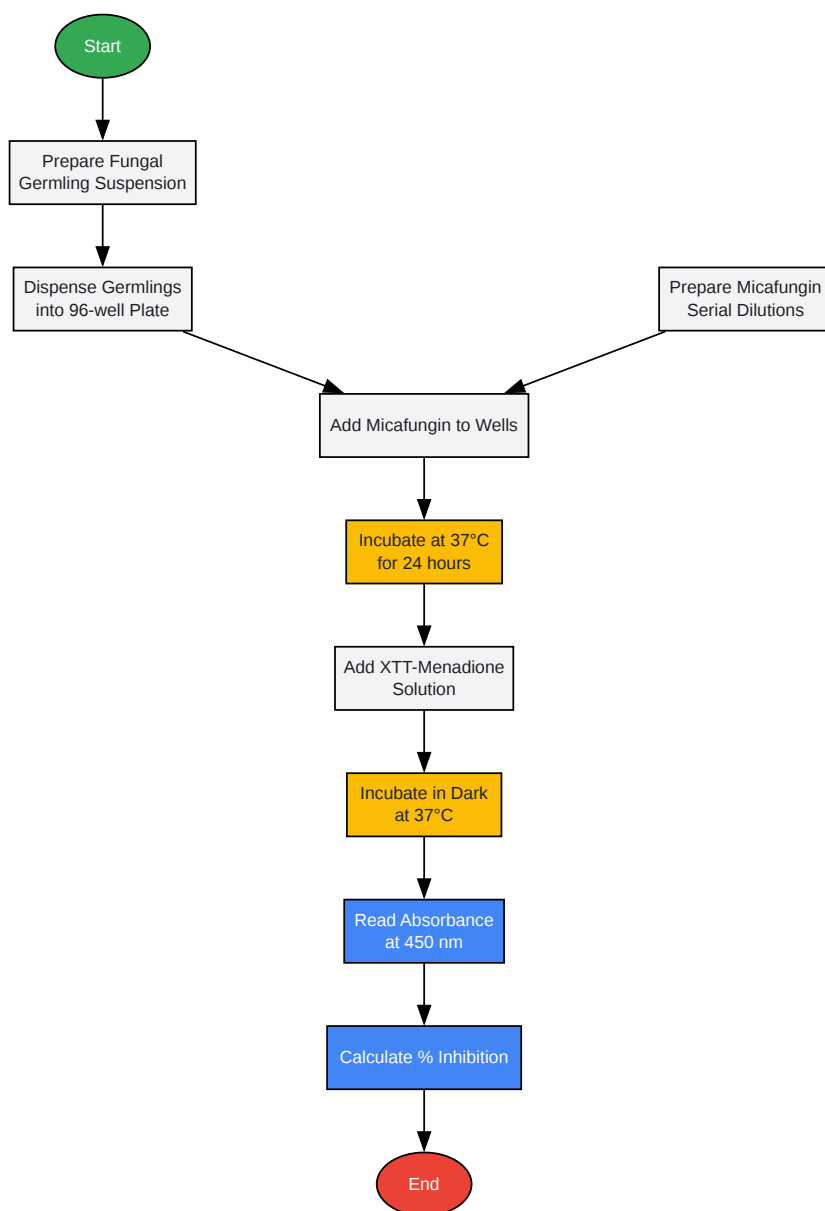 Start
Prepare Fungal
Germling Suspension
Dispense Germlings
into 96-well Plate
Prepare Micafungin
Serial Dilutions
Add Micafungin to Wells
Incubate at 37°C
for 24 hours
Add XTT-Menadione
Solution
Incubate in Dark
at 37°C
Read Absorbance
at 450 nm
Calculate % Inhibition
End